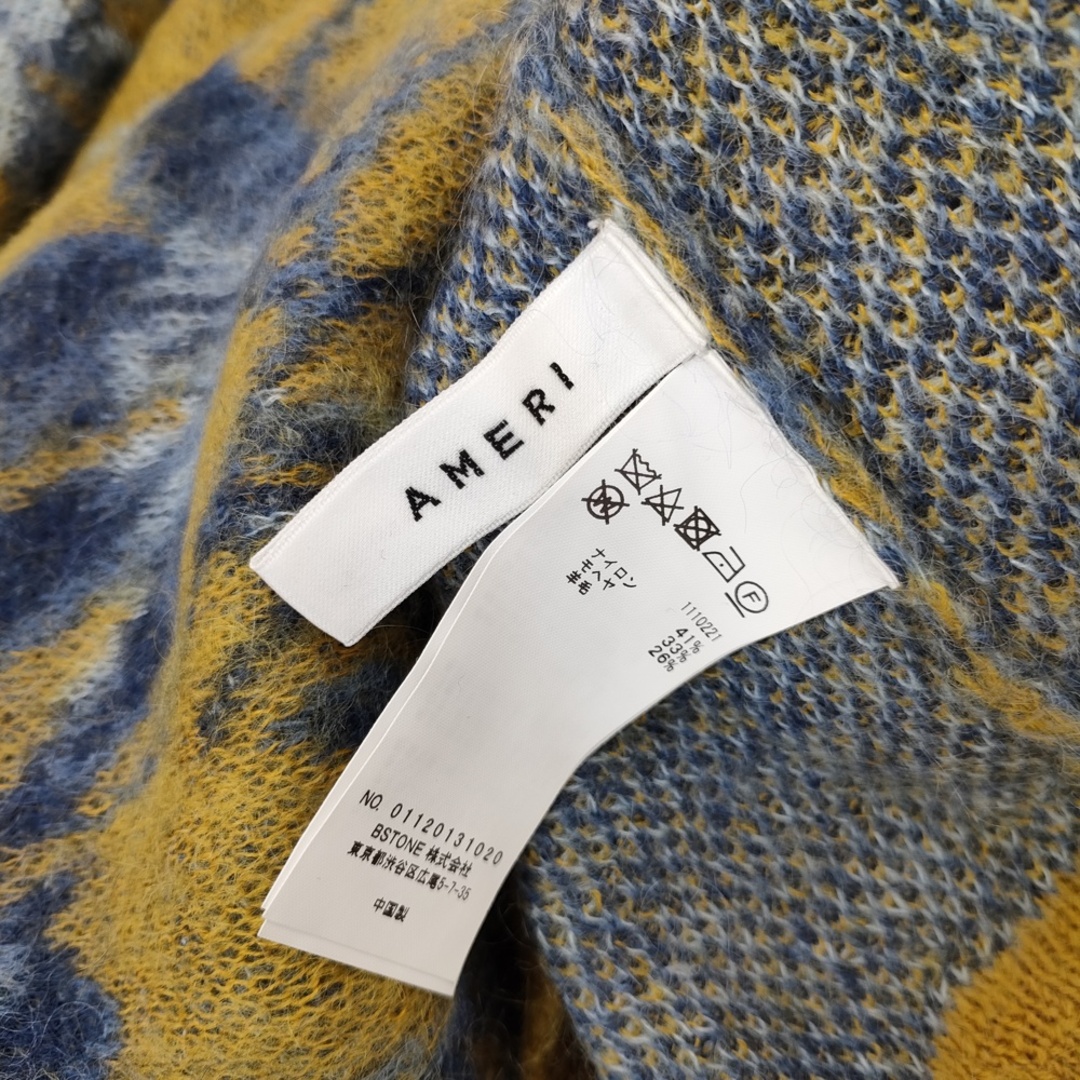 AMERI
F
ナイロン
モヘヤ
羊毛
1110221
41%
33%
26%
NO. 01120131020
BSTONE 株式会社
東京都渋谷区広尾5-7-35
中国製